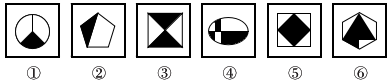 ① ② ③ ④ ⑤ ⑥